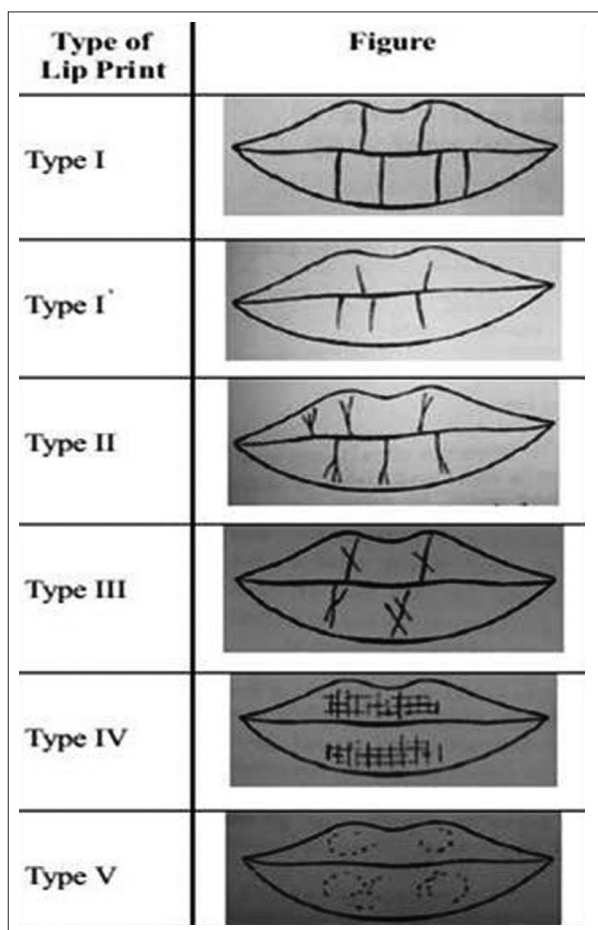 Type of
Lip Print
Figure
Type I
Type I'
Type II
Type III
Type IV
Type V